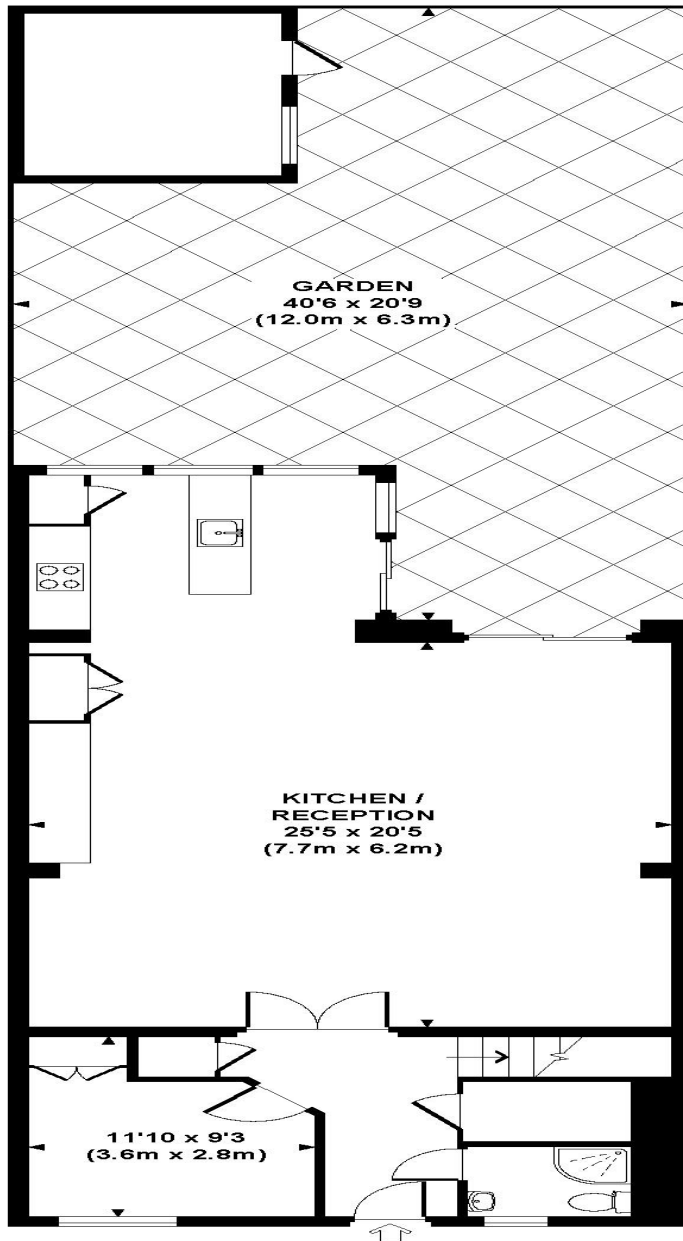 GARDEN
40'6 x 20'9
(12.0m x 6.3m)
KITCHEN /
RECEPTION
25'5 x 20'5
(7.7m x 6.2m)
11'10 x 9'3
(3.6m x 2.8m)